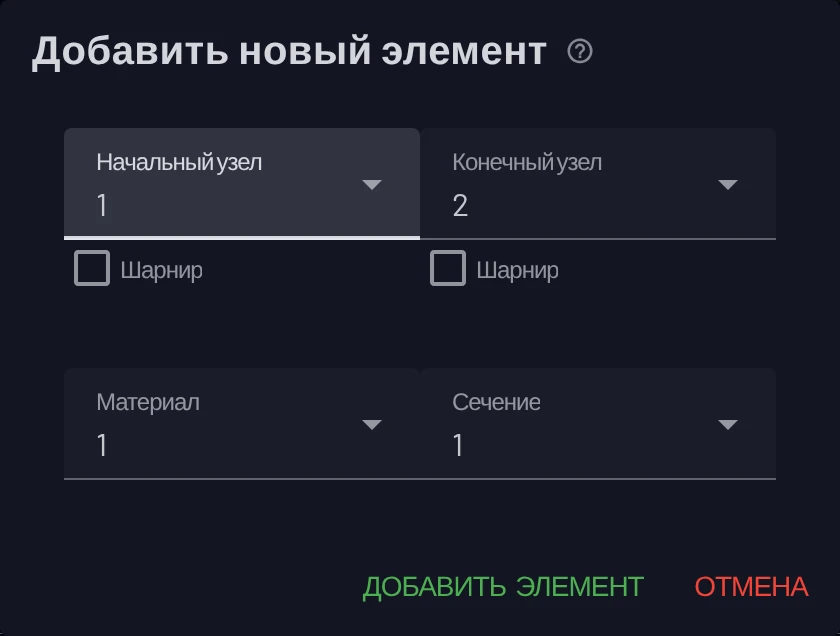 Добавить новый элемент
Начальный узел
1
Конечный узел
2
Шарнир
Шарнир
Материал
1
Сечение
1
ДОБАВИТЬ ЭЛЕМЕНТ
ОТМЕНА